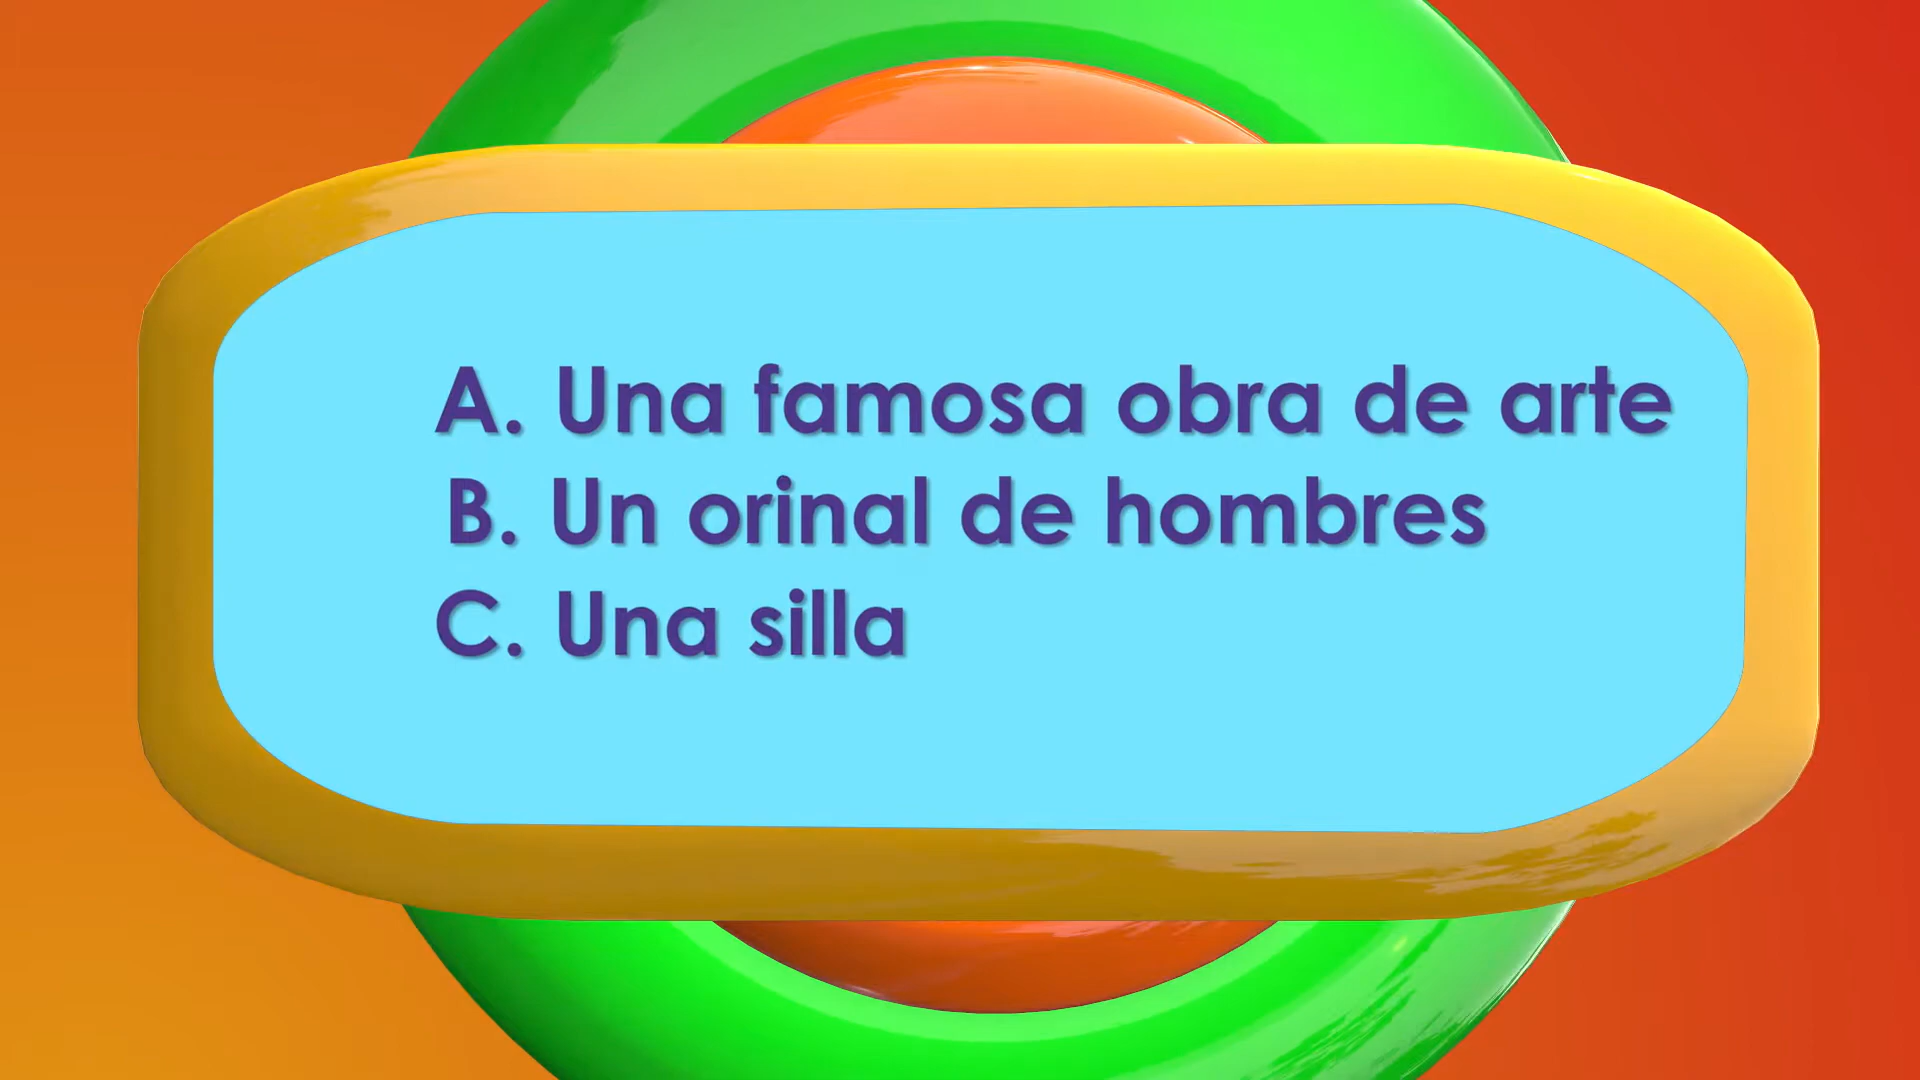 A. Una famosa obra de arte
B. Un orinal de hombres
C. Una silla